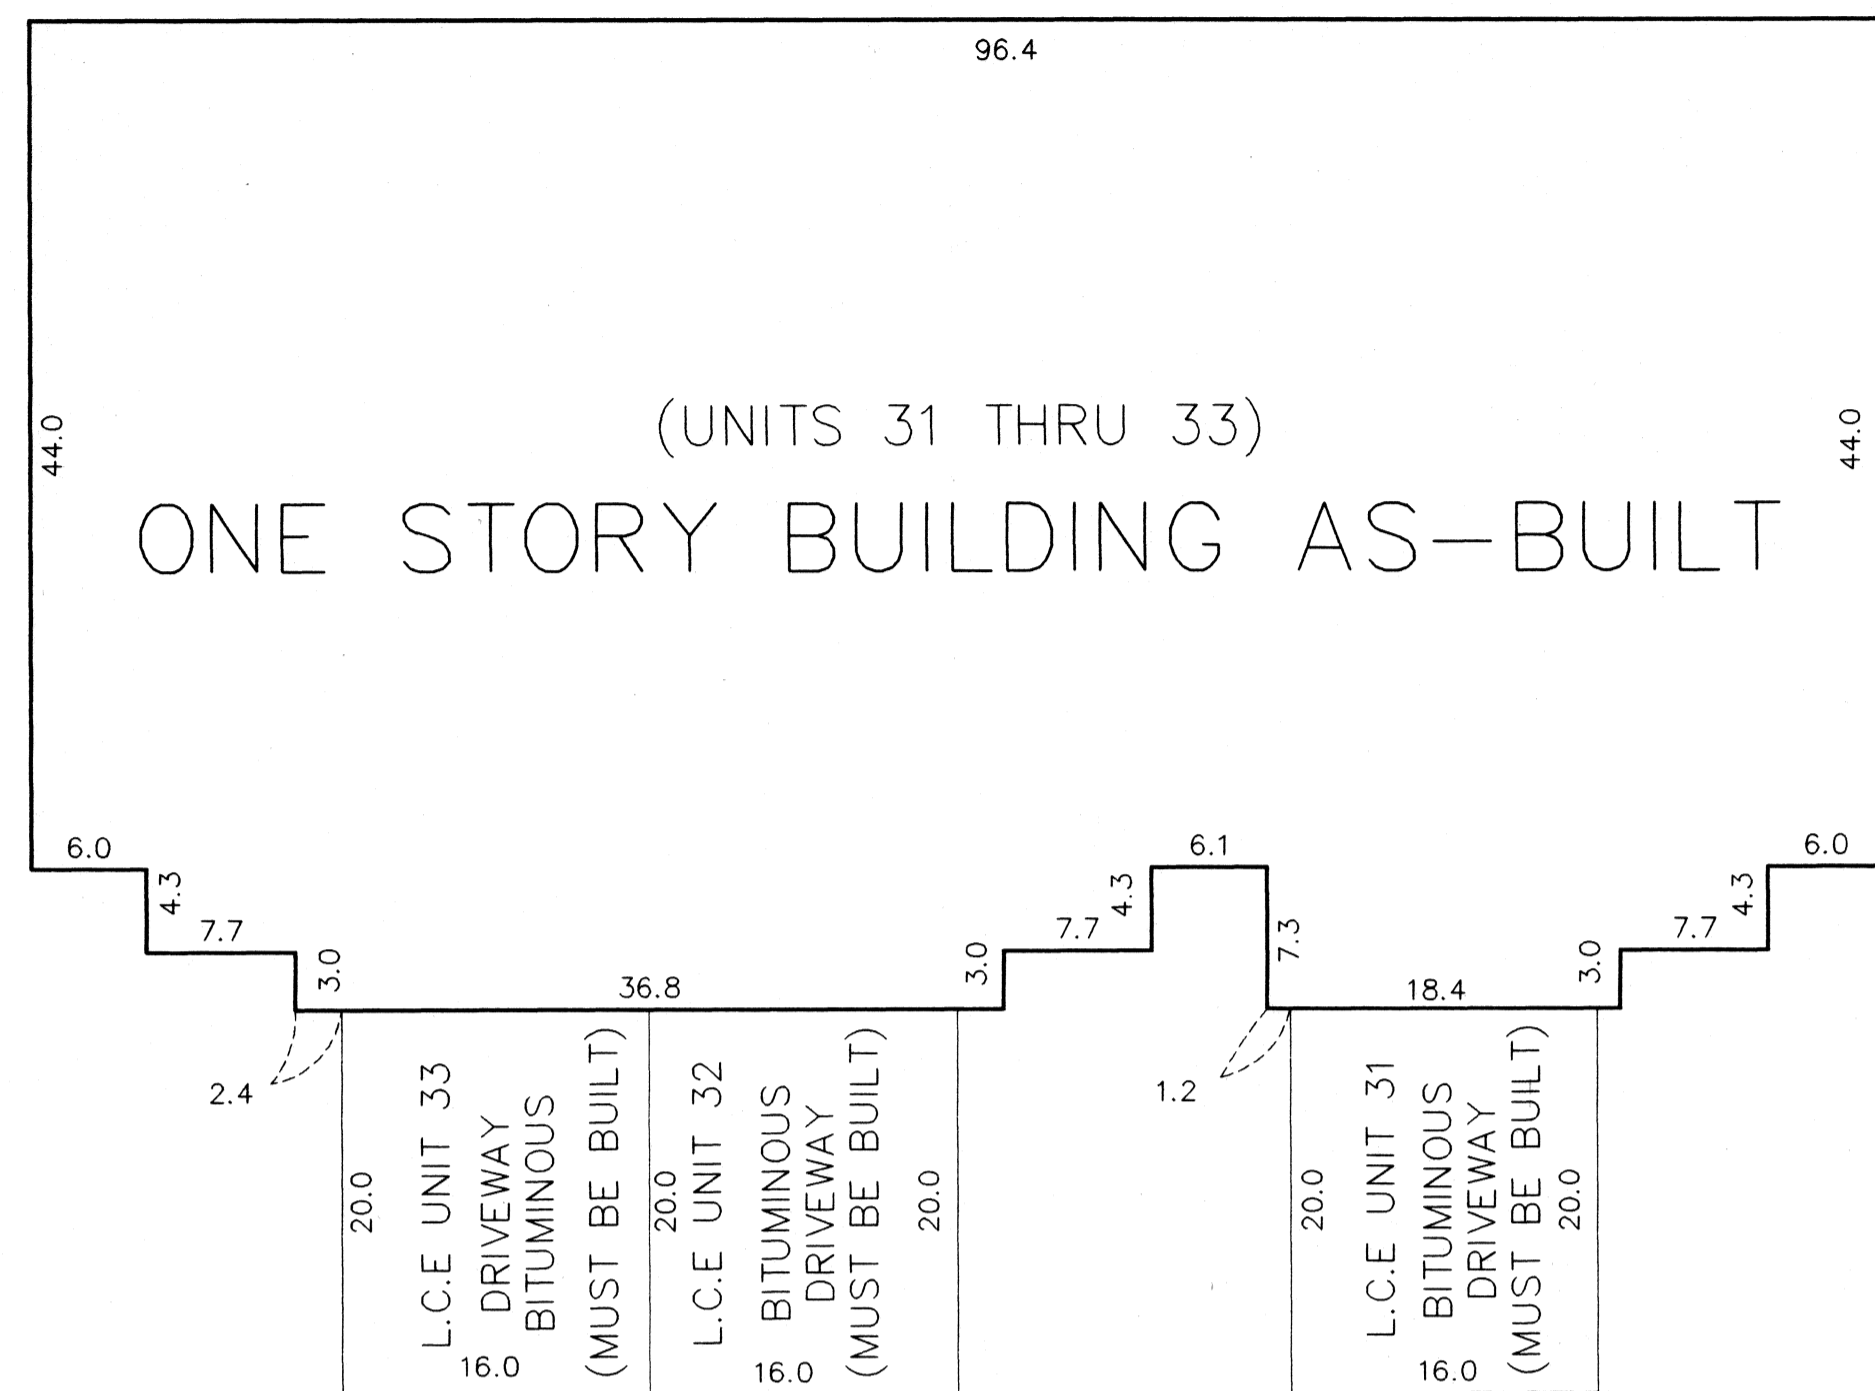 96.4
44.0
(UNITS 31 THRU 33)
44.0
ONE STORY BUILDING AS-BUILT
6.0
4.3
7.7
3.0
36.8
3.0
7.7
4.3
6.1
7.3
18.4
3.0
7.7
4.3
6.0
2.4
20.0
L.C.E UNIT 33
DRIVEWAY
BITUMINOUS
(MUST BE BUILT)
16.0
20.0
L.C.E UNIT 32
BITUMINOUS
DRIVEWAY
(MUST BE BUILT)
20.0
16.0
1.2
20.0
L.C.E UNIT 31
BITUMINOUS
DRIVEWAY
(MUST BE BUILT)
20.0
16.0